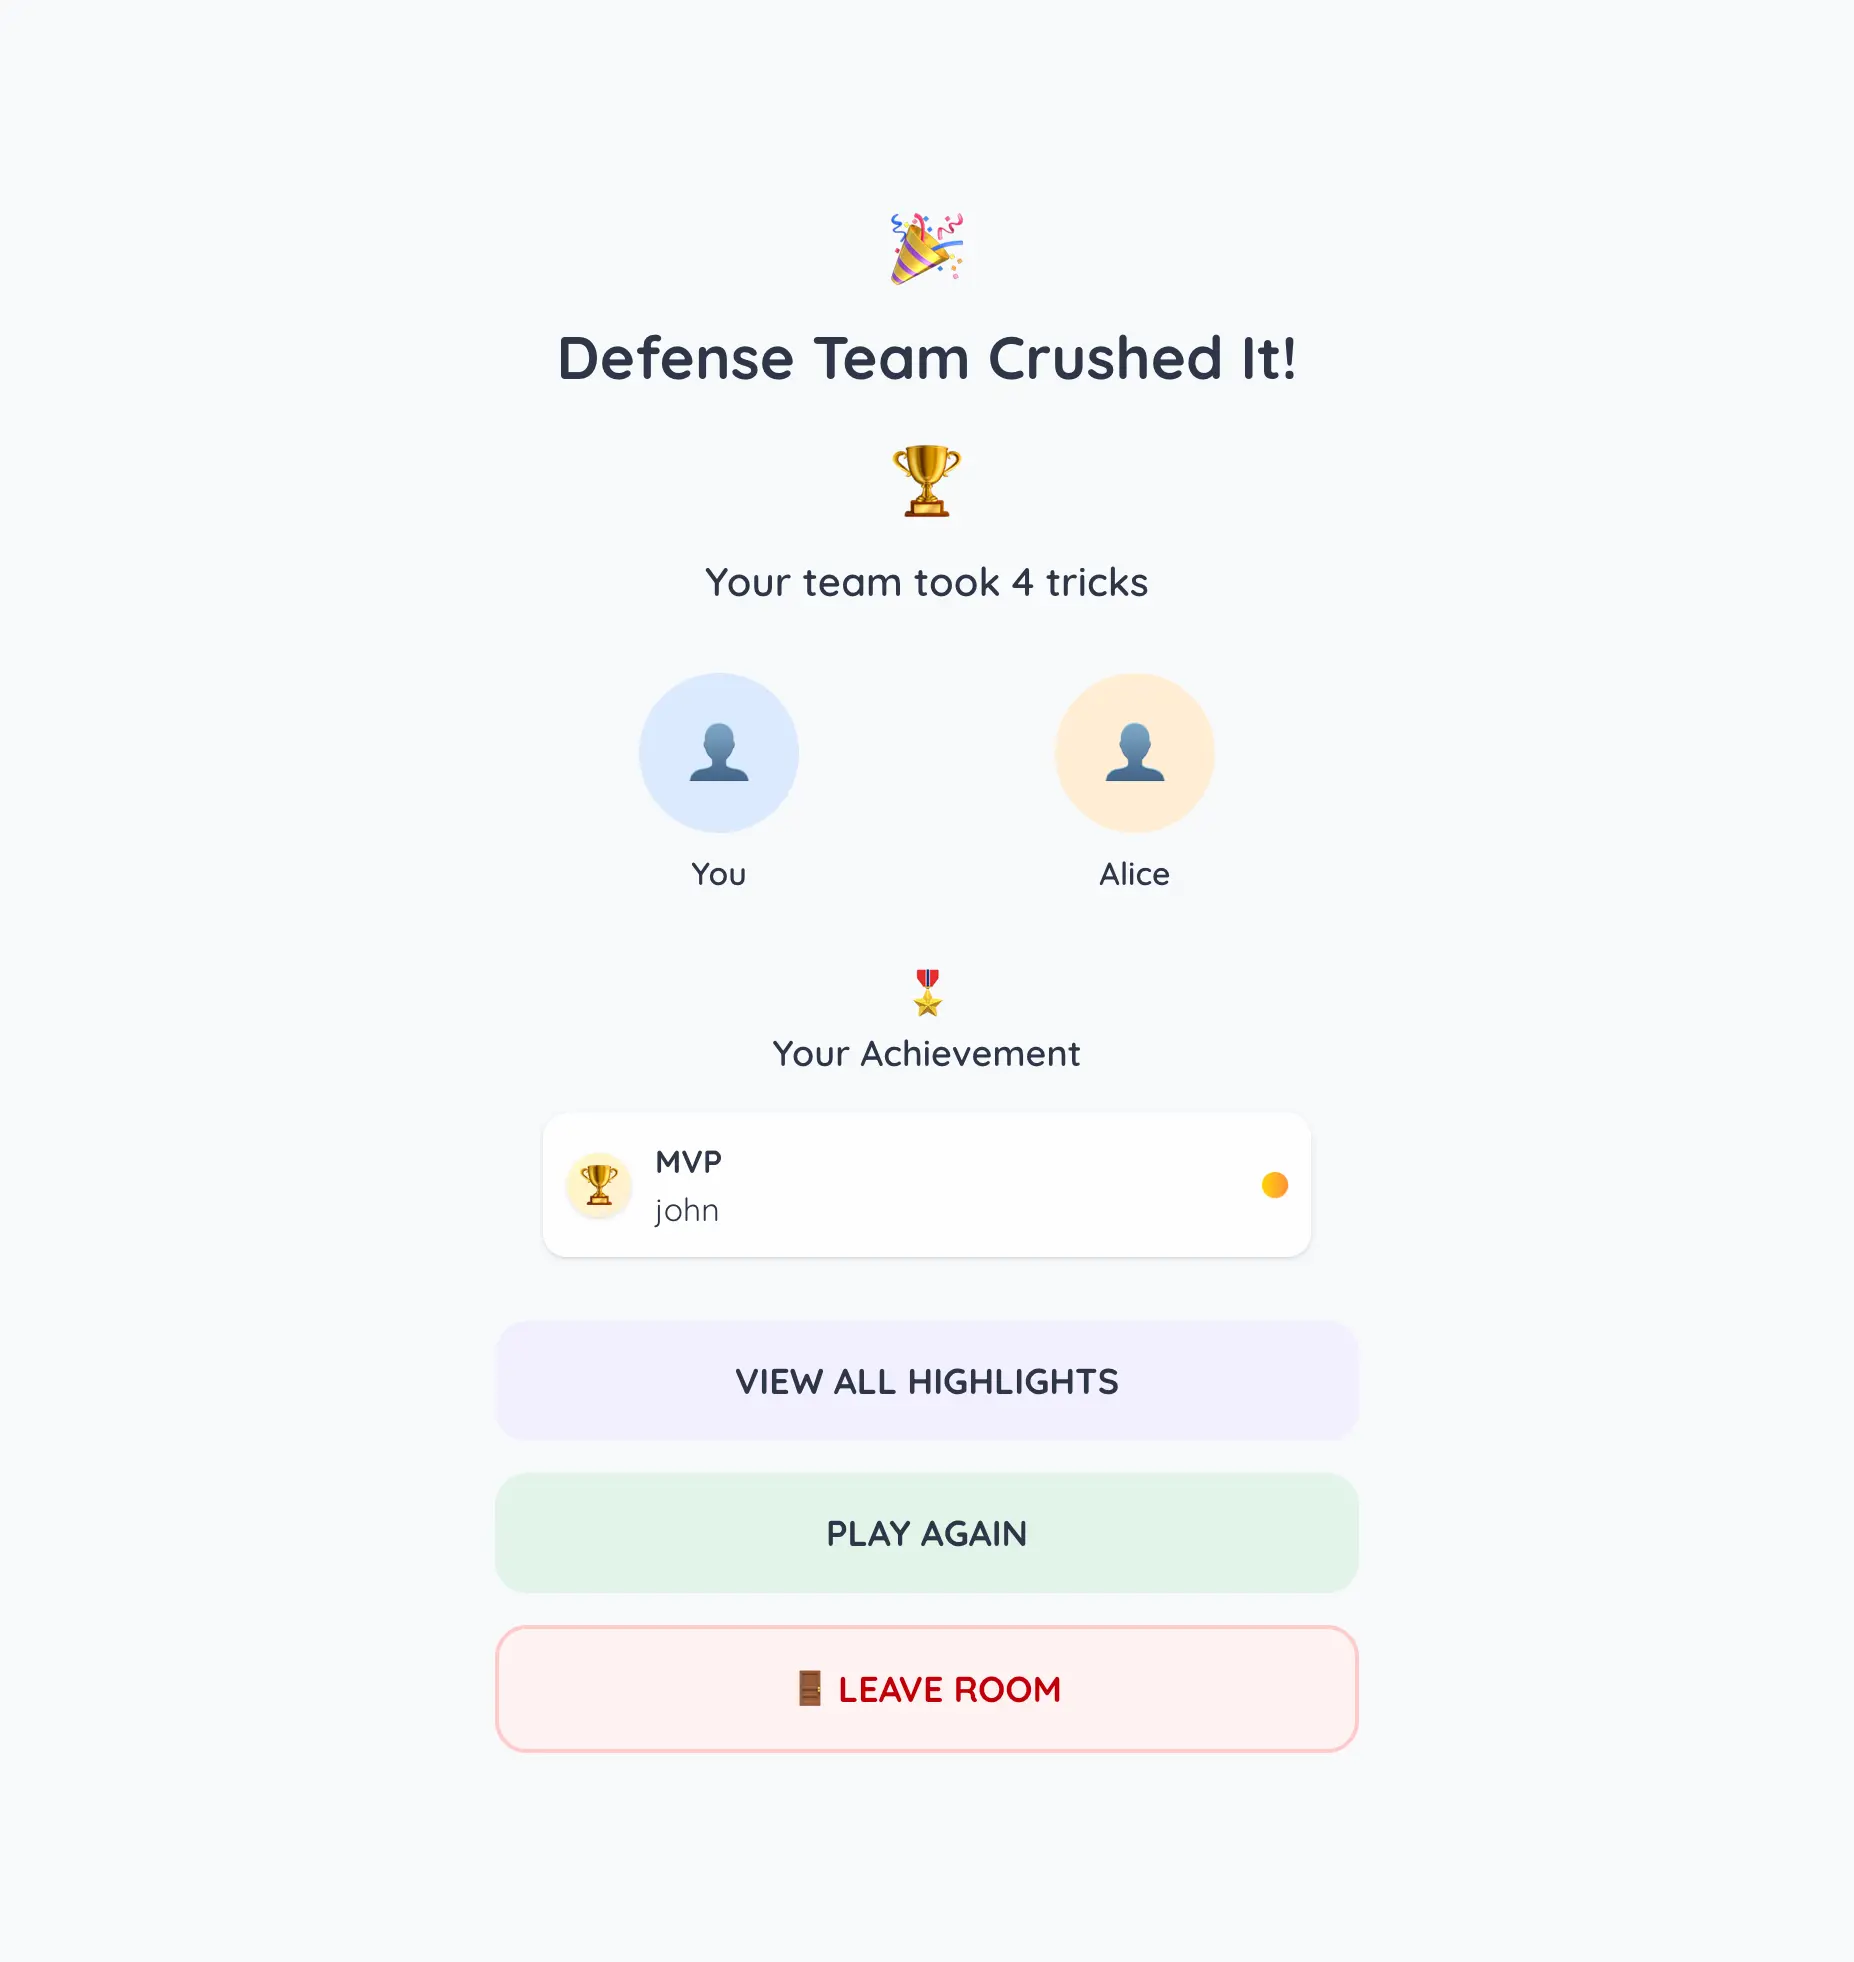 Defense Team Crushed It!
Your team took 4 tricks
You
Alice
Your Achievement
MVP
john
VIEW ALL HIGHLIGHTS
PLAY AGAIN
LEAVE ROOM